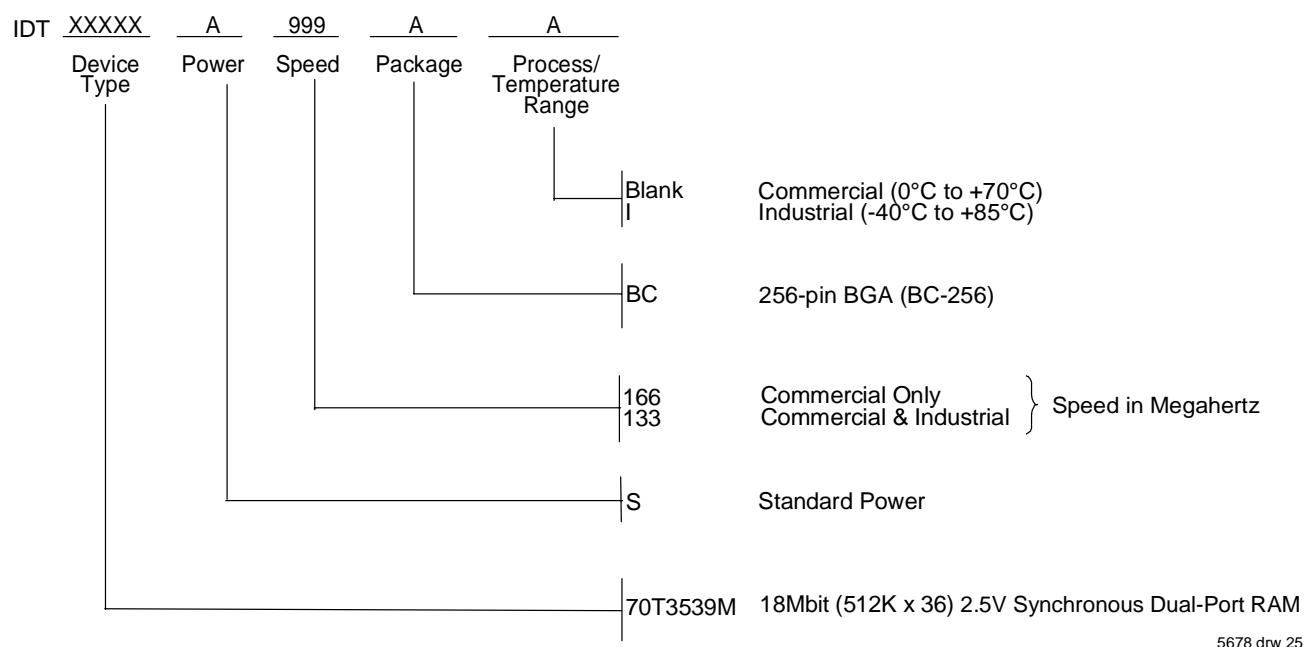 IDT XXXXX A 999 A A
Device Type Power Speed Package Process/ Temperature Range
Blank Commercial (0°C to +70°C)
I Industrial (-40°C to +85°C)
BC 256-pin BGA (BC-256)
166 Commercial Only
133 Commercial & Industrial
Speed in Megahertz
S Standard Power
70T3539M 18Mbit (512K x 36) 2.5V Synchronous Dual-Port RAM
5678 drw 25